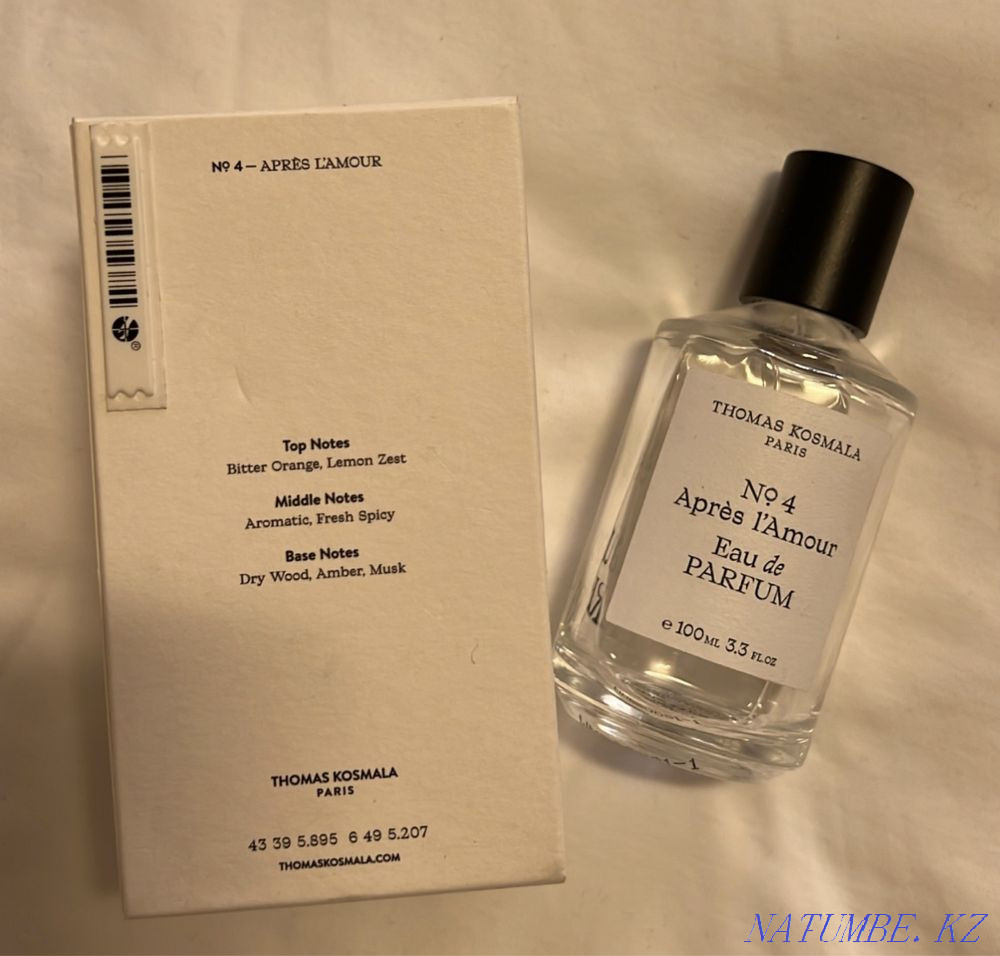 Nº 4 — APRÈS L'AMOUR
Top Notes
Bitter Orange, Lemon Zest
Middle Notes
Aromatic, Fresh Spicy
Base Notes
Dry Wood, Amber, Musk
THOMAS KOSMALA
PARIS
43 39 5.895 6 49 5.207
THOMASKOSMALA.COM
THOMAS KOSMALA
PARIS
Nº 4
Après l'Amour
Eau de
PARFUM
e 100 ML 3.3 FL.OZ
NATUMBE.KZ